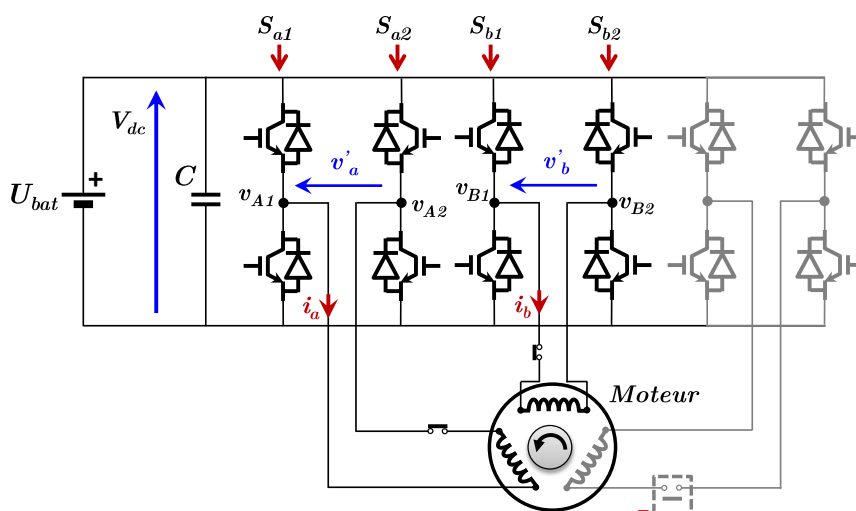 S_a1 S_a2 S_b1 S_b2
V_dc
v'_a v'_b
U_bat + C v_A1 v_A2 v_B1 v_B2
i_a i_b
Moteur